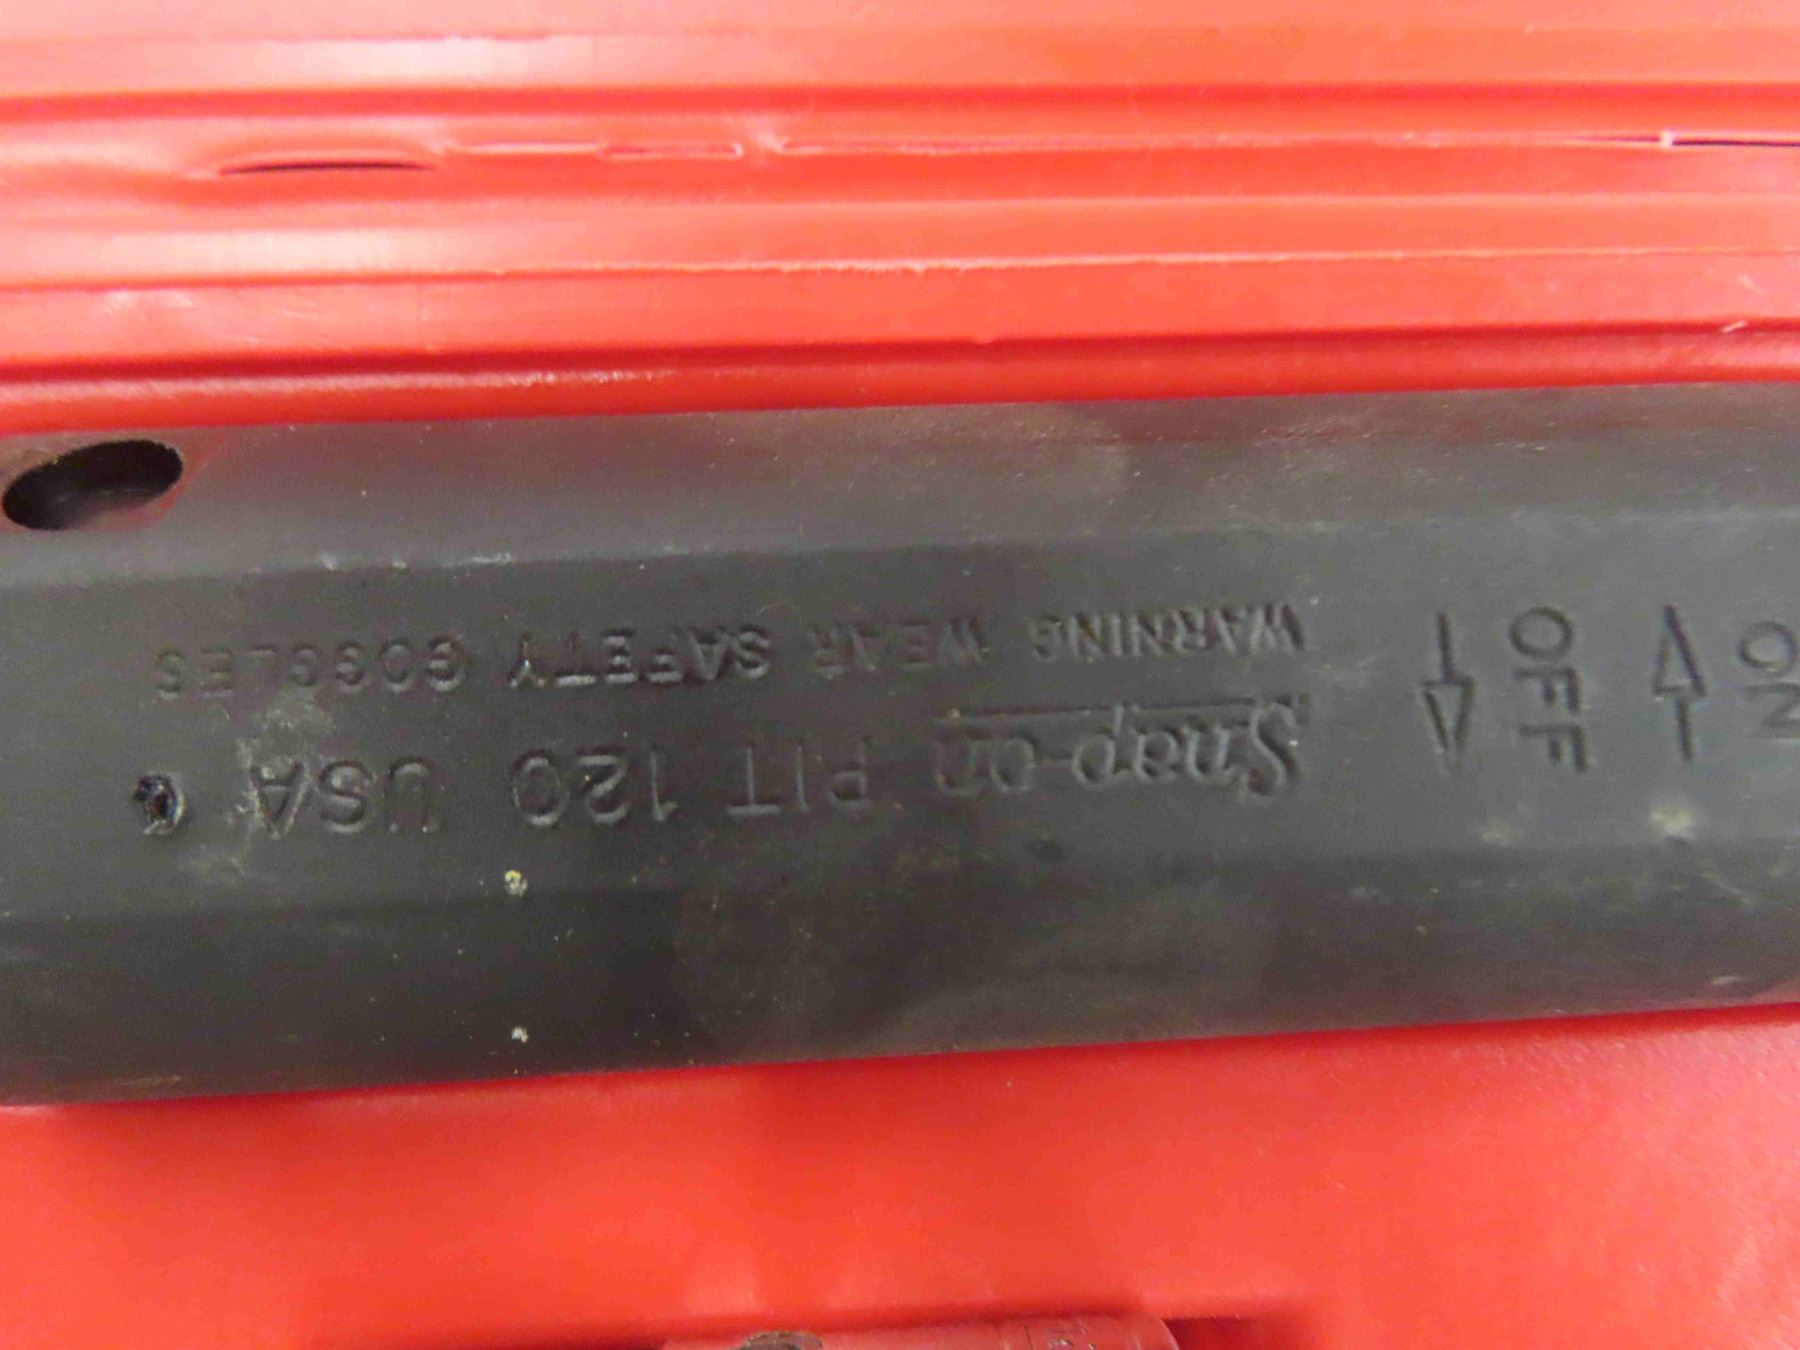 Snap-on PIT 120 USA
WARNING WEAR SAFETY GOGGLES
OFF
ON